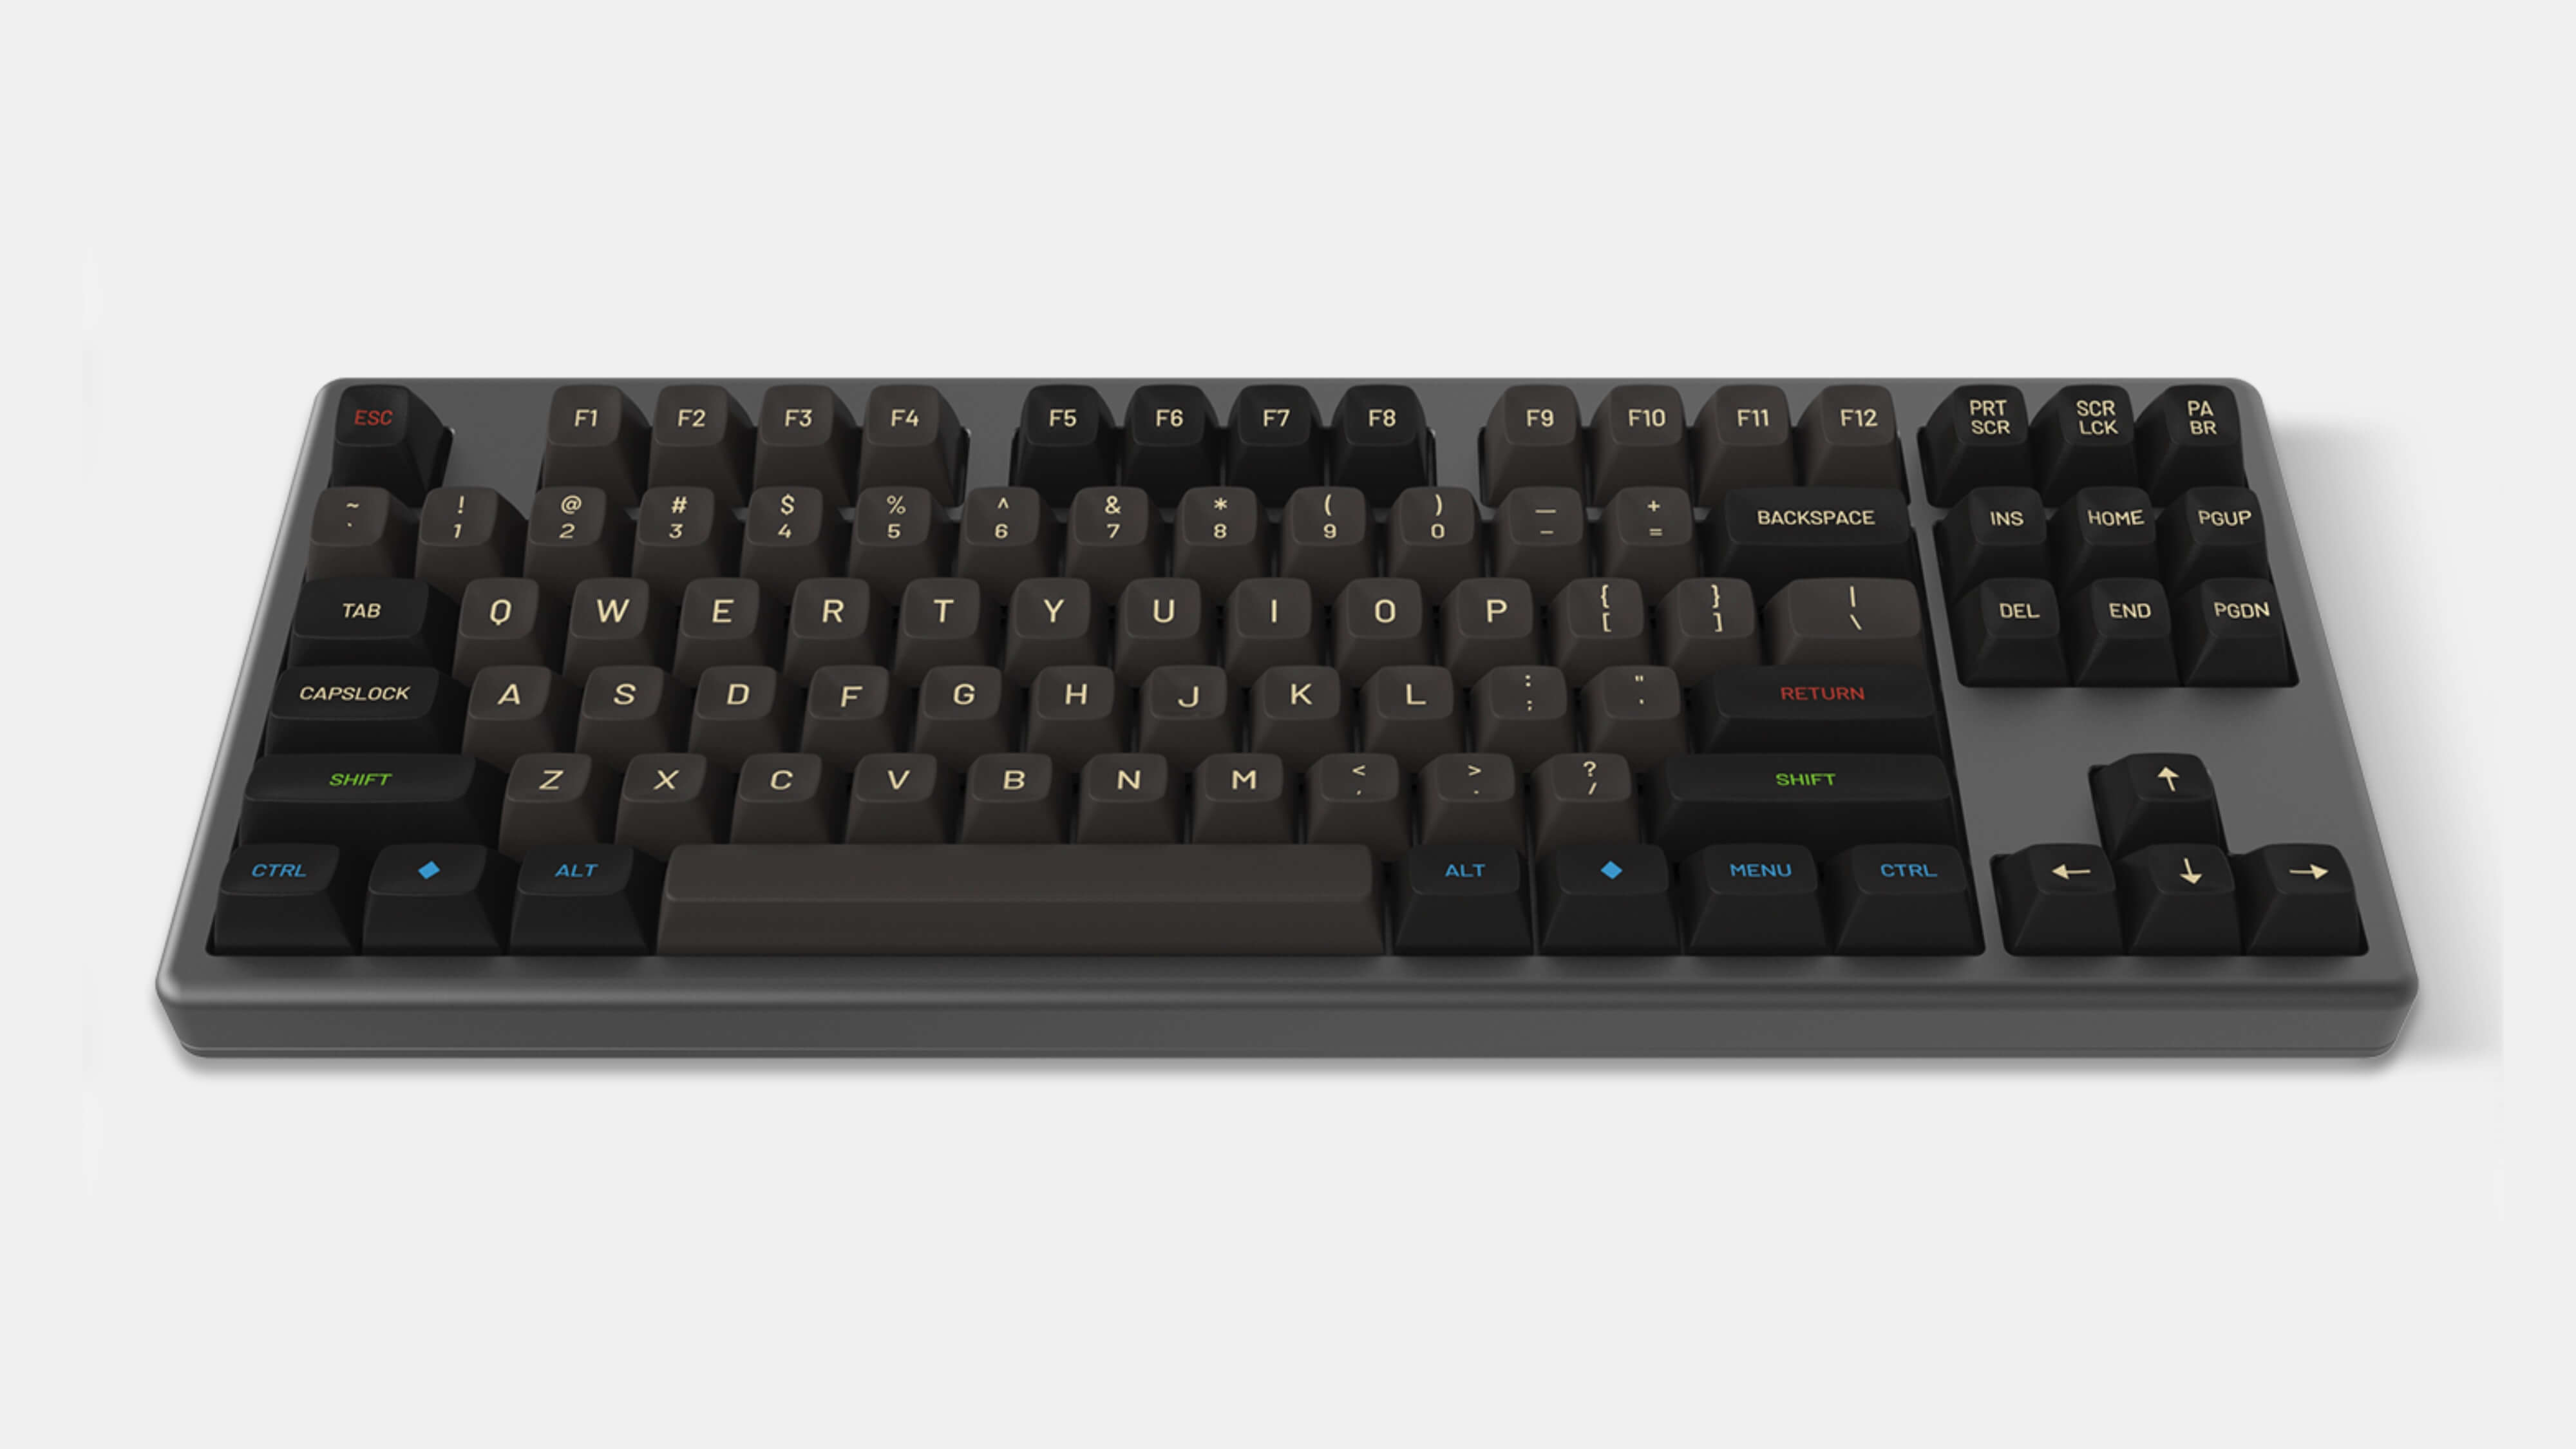 ESC F1 F2 F3 F4 F5 F6 F7 F8 F9 F10 F11 F12 PRT SCR SCR LCK PA BR
~ ` ! 1 @ 2 # 3 $ 4 % 5 ^ 6 & 7 * 8 ( 9 ) 0 — – + = BACKSPACE INS HOME PGUP
TAB Q W E R T Y U I O P { [ } ] | \ DEL END PGDN
CAPSLOCK A S D F G H J K L : ; " ' RETURN
SHIFT Z X C V B N M < , > . ? / SHIFT ↑
CTRL ◆ ALT ALT ◆ MENU CTRL ← ↓ →